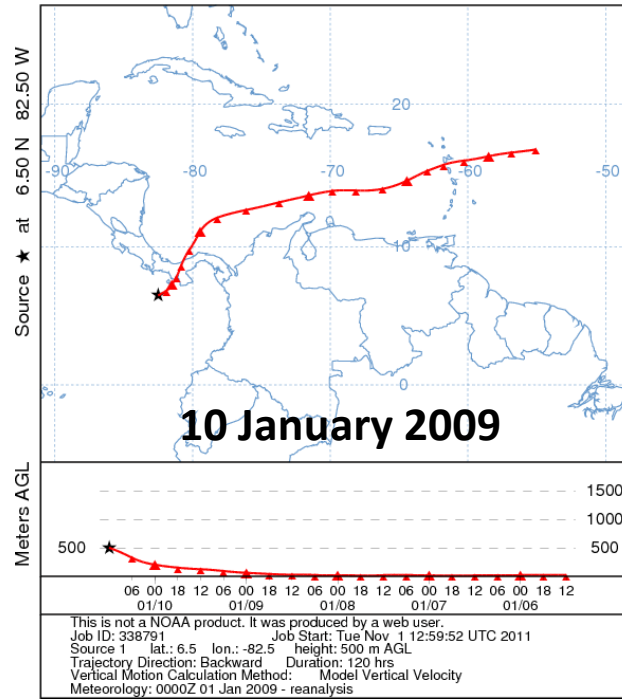 Source ★ at 6.50 N 82.50 W
20
-90 -80 -70 -60 -50
10
0
10 January 2009
Meters AGL
1500
1000
500 500
06 00 18 12 06 00 18 12 06 00 18 12 06 00 18 12 06 00 18 12
01/10 01/09 01/08 01/07 01/06
This is not a NOAA product. It was produced by a web user.
Job ID: 338791 Job Start: Tue Nov 1 12:59:52 UTC 2011
Source 1 lat.: 6.5 lon.: -82.5 height: 500 m AGL
Trajectory Direction: Backward Duration: 120 hrs
Vertical Motion Calculation Method: Model Vertical Velocity
Meteorology: 0000Z 01 Jan 2009 - reanalysis